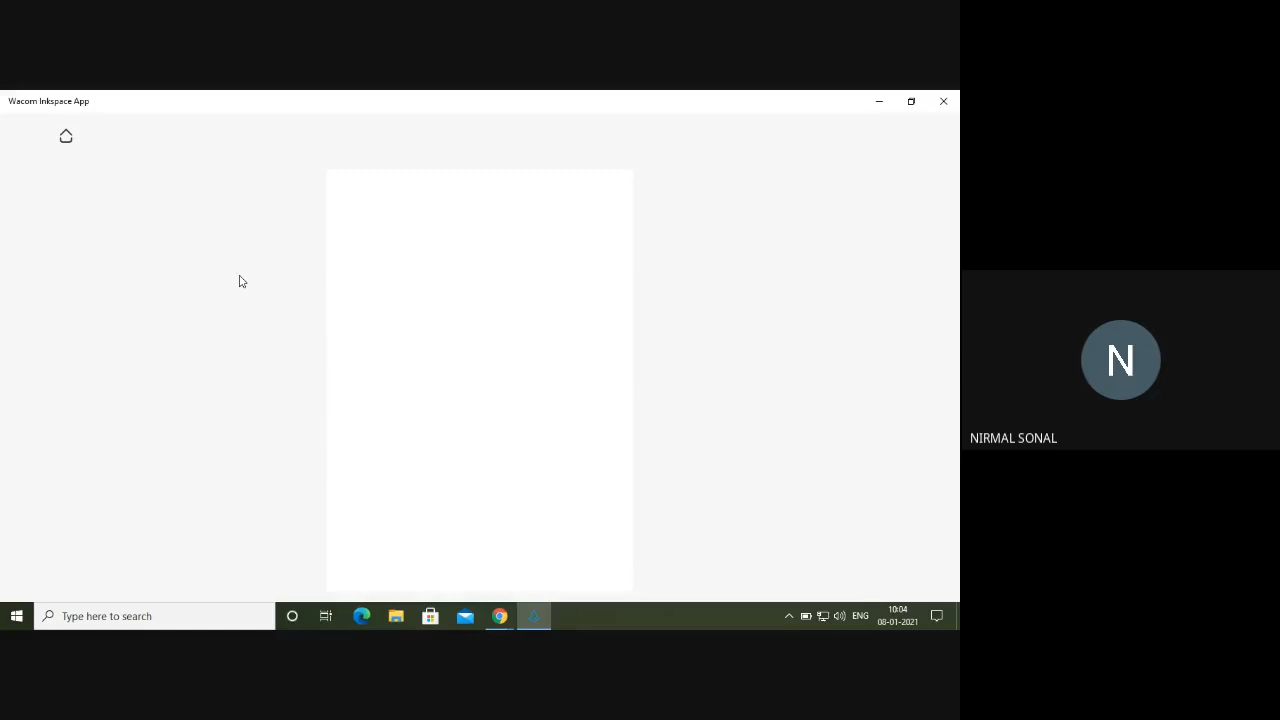 Wacom Inkspace App
N
NIRMAL SONAL
Type here to search
ENG
10:04
08-01-2021